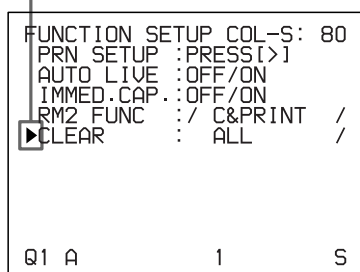 FUNCTION SETUP COL-S: 80
PRN SETUP :PRESS[>]
AUTO LIVE :OFF/ON
IMMED.CAP.:OFF/ON
RM2 FUNC :/ C&PRINT /
▶CLEAR : ALL /
Q1 A 1 S